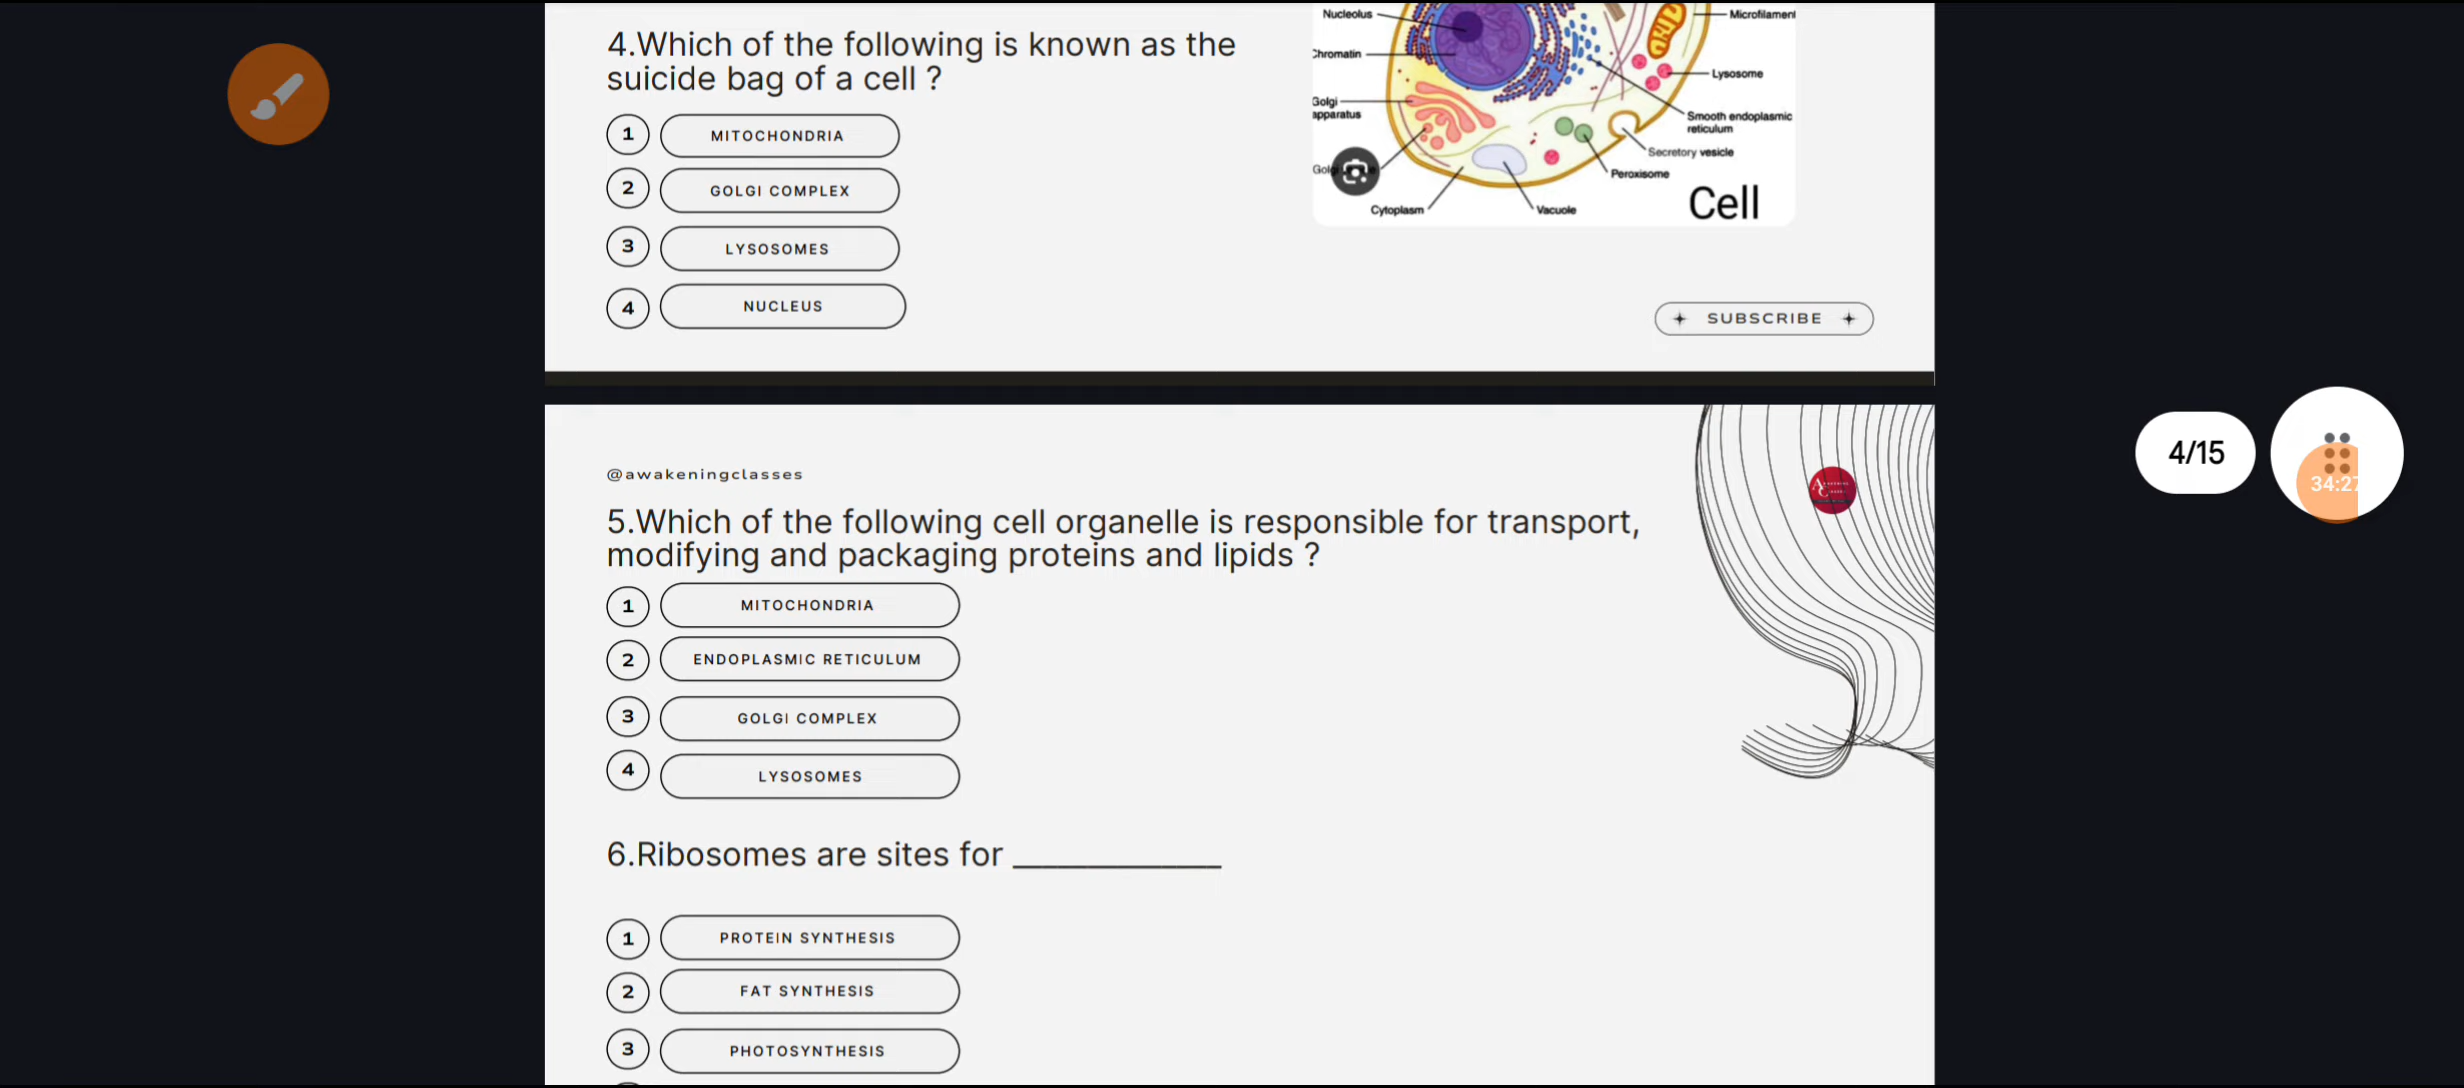 Nucleolus
Microfilament
4.Which of the following is known as the
suicide bag of a cell ?
Chromatin
Lysosome
Golgi
apparatus
Smooth endoplasmic
reticulum
1 MITOCHONDRIA
Secretory vesicle
Peroxisome
2 GOLGI COMPLEX
Cytoplasm
Vacuole
Cell
3 LYSOSOMES
4 NUCLEUS
SUBSCRIBE
4/15
34:27
@awakeningclasses
5.Which of the following cell organelle is responsible for transport,
modifying and packaging proteins and lipids ?
1 MITOCHONDRIA
2 ENDOPLASMIC RETICULUM
3 GOLGI COMPLEX
4 LYSOSOMES
6.Ribosomes are sites for ____________
1 PROTEIN SYNTHESIS
2 FAT SYNTHESIS
3 PHOTOSYNTHESIS